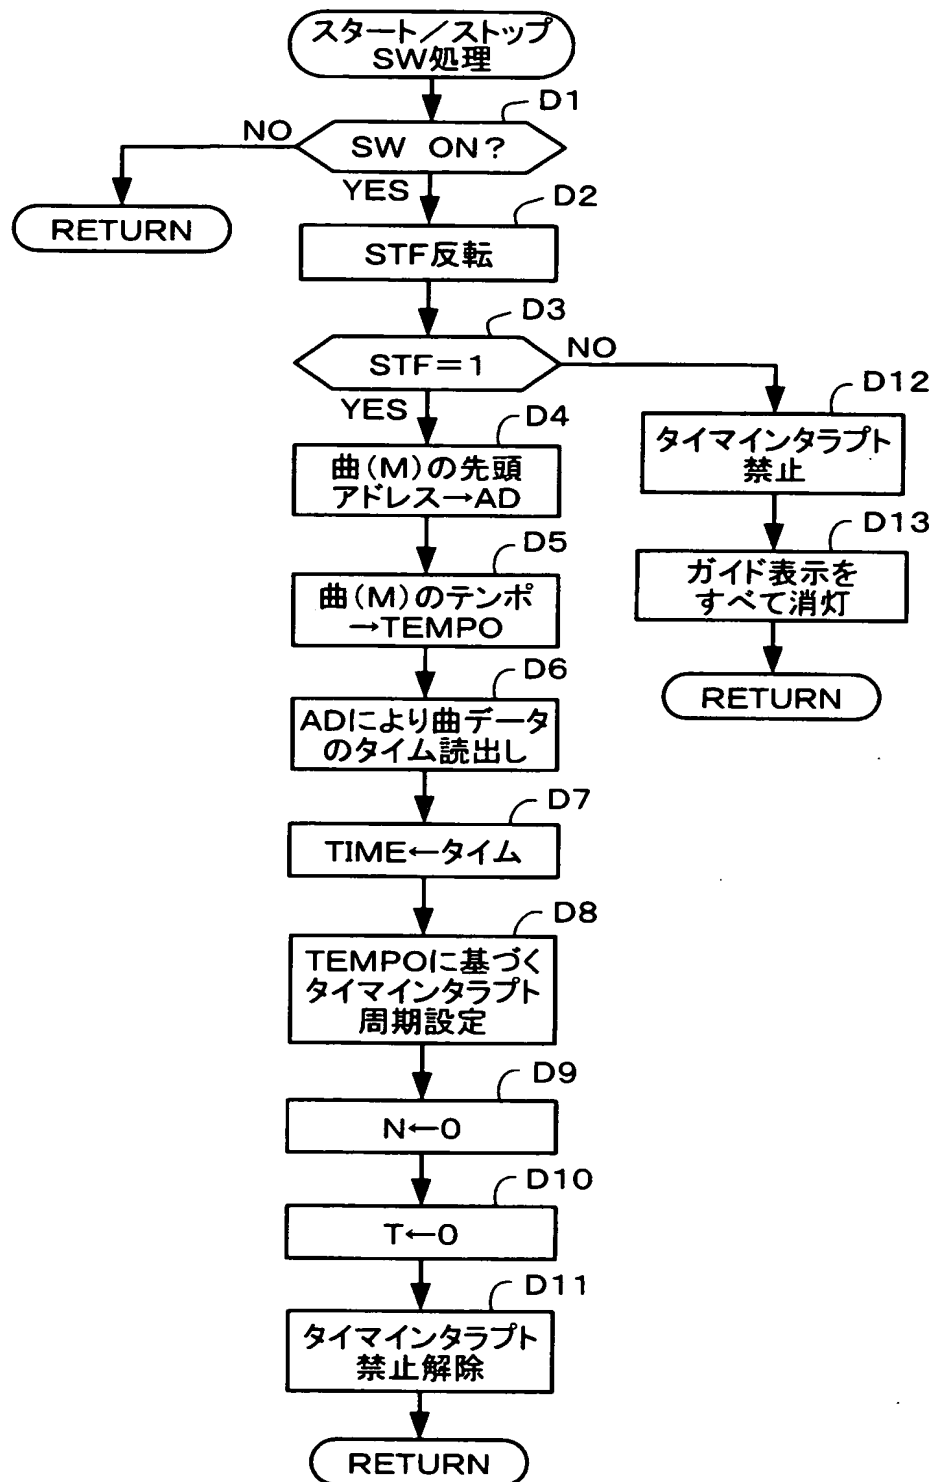 スタート／ストップ
SW処理
D1
NO
SW ON?
YES
RETURN
D2
STF反転
D3
STF=1
NO
YES
D4
曲(M)の先頭
アドレス→AD
D5
曲(M)のテンポ
→TEMPO
D6
ADにより曲データ
のタイム読出し
D7
TIME←タイム
D8
TEMPOに基づく
タイマインタラプト
周期設定
D9
N←0
D10
T←0
D11
タイマインタラプト
禁止解除
RETURN
D12
タイマインタラプト
禁止
D13
ガイド表示を
すべて消灯
RETURN